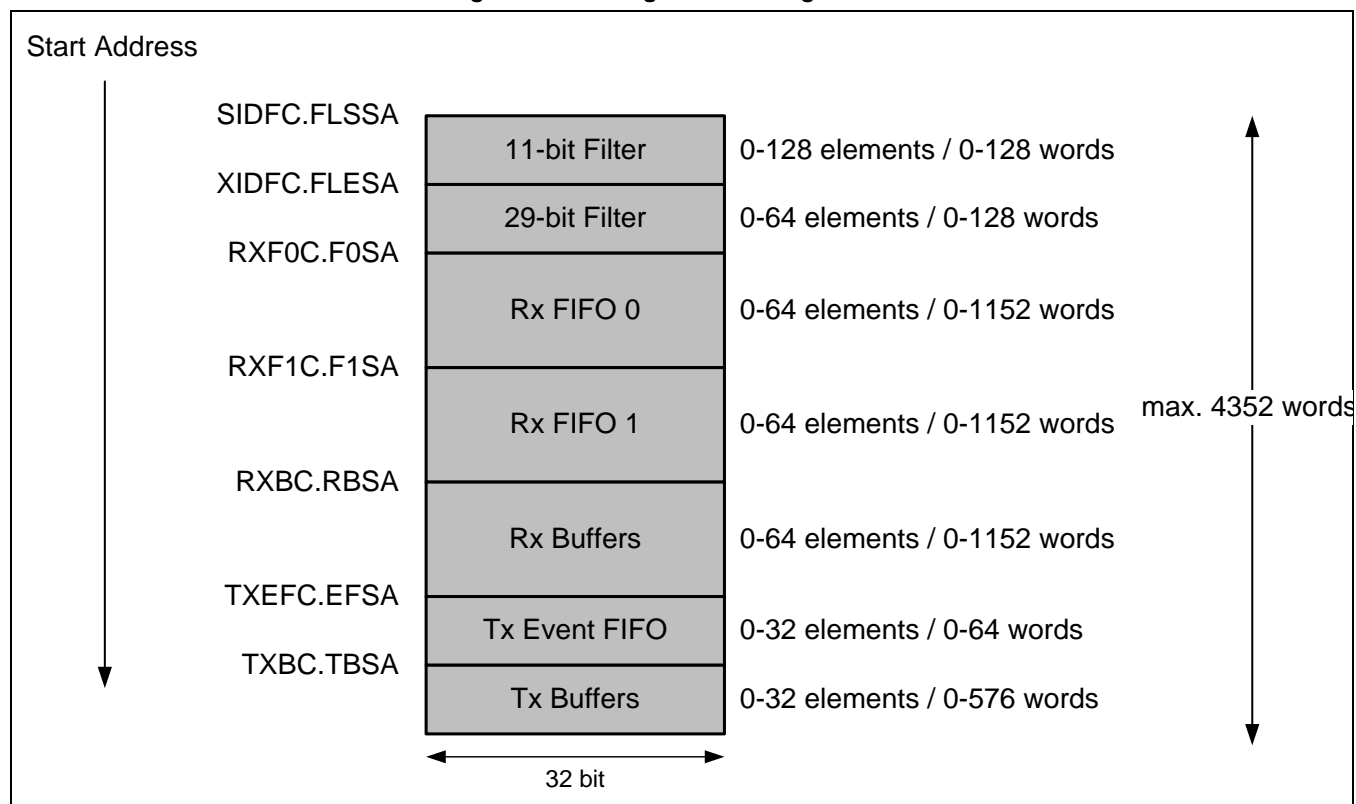 Start Address
SIDFC.FLSSA
11-bit Filter
0-128 elements / 0-128 words
XIDFC.FLESA
29-bit Filter
0-64 elements / 0-128 words
RXF0C.F0SA
Rx FIFO 0
0-64 elements / 0-1152 words
RXF1C.F1SA
max. 4352 words
Rx FIFO 1
0-64 elements / 0-1152 words
RXBC.RBSA
Rx Buffers
0-64 elements / 0-1152 words
TXEFC.EFSA
Tx Event FIFO
0-32 elements / 0-64 words
TXBC.TBSA
Tx Buffers
0-32 elements / 0-576 words
32 bit